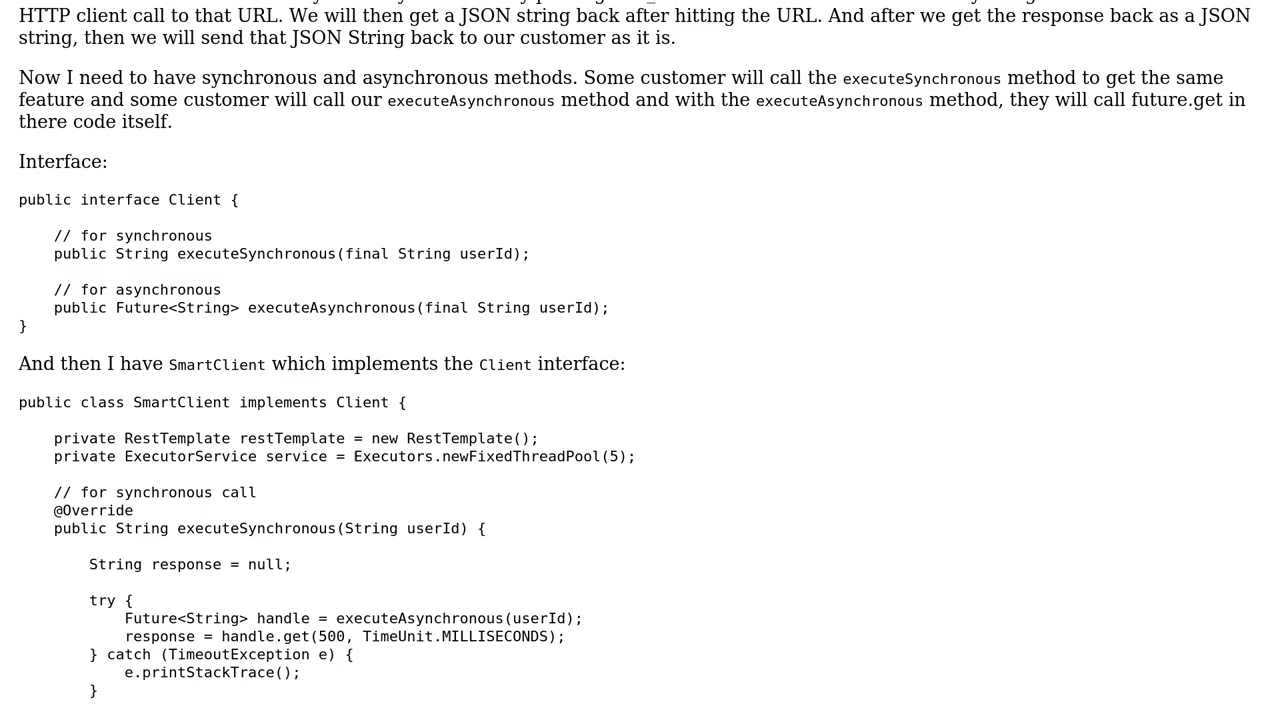 HTTP client call to that URL. We will then get a JSON string back after hitting the URL. And after we get the response back as a JSON
string, then we will send that JSON String back to our customer as it is.
Now I need to have synchronous and asynchronous methods. Some customer will call the executeSynchronous method to get the same
feature and some customer will call our executeAsynchronous method and with the executeAsynchronous method, they will call future.get in
there code itself.
Interface:
public interface Client {
    // for synchronous
    public String executeSynchronous(final String userId);
    // for asynchronous
    public Future<String> executeAsynchronous(final String userId);
}
And then I have SmartClient which implements the Client interface:
public class SmartClient implements Client {
    private RestTemplate restTemplate = new RestTemplate();
    private ExecutorService service = Executors.newFixedThreadPool(5);
    // for synchronous call
    @Override
    public String executeSynchronous(String userId) {
        String response = null;
        try {
            Future<String> handle = executeAsynchronous(userId);
            response = handle.get(500, TimeUnit.MILLISECONDS);
        } catch (TimeoutException e) {
            e.printStackTrace();
        }